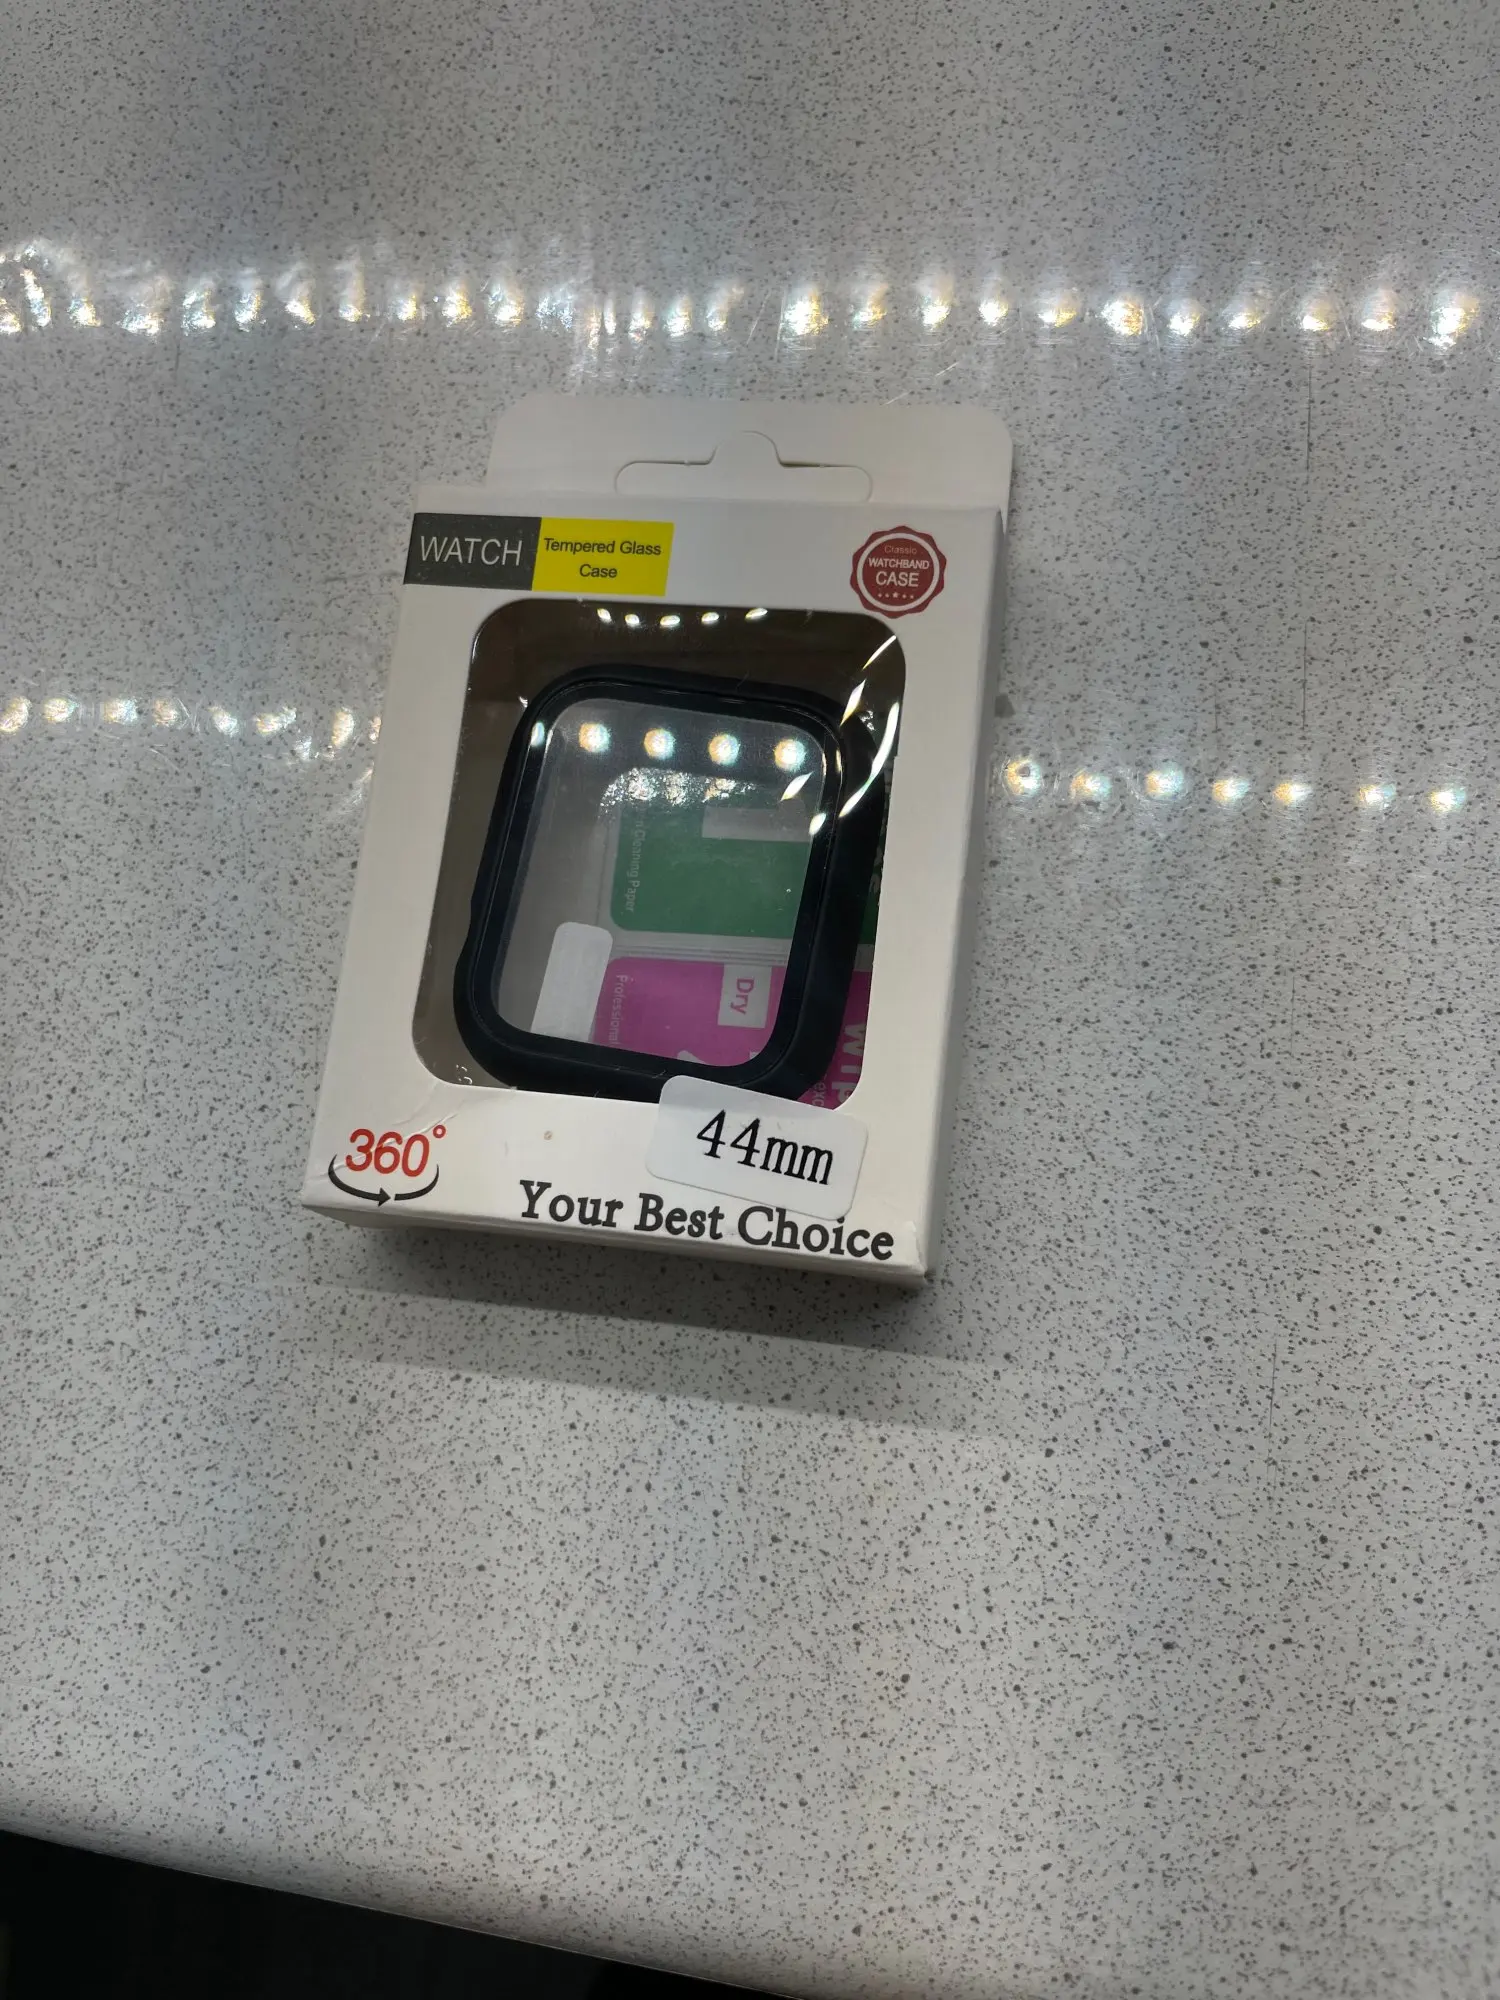 WATCH
Tempered Glass
Case
Classic
WATCHBAND
CASE
Cleaning Paper
Dry
Professional
360°
44mm
Your Best Choice